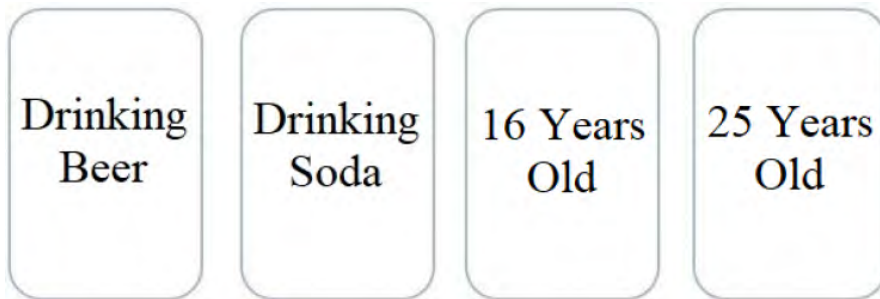 Drinking
Beer
Drinking
Soda
16 Years
Old
25 Years
Old